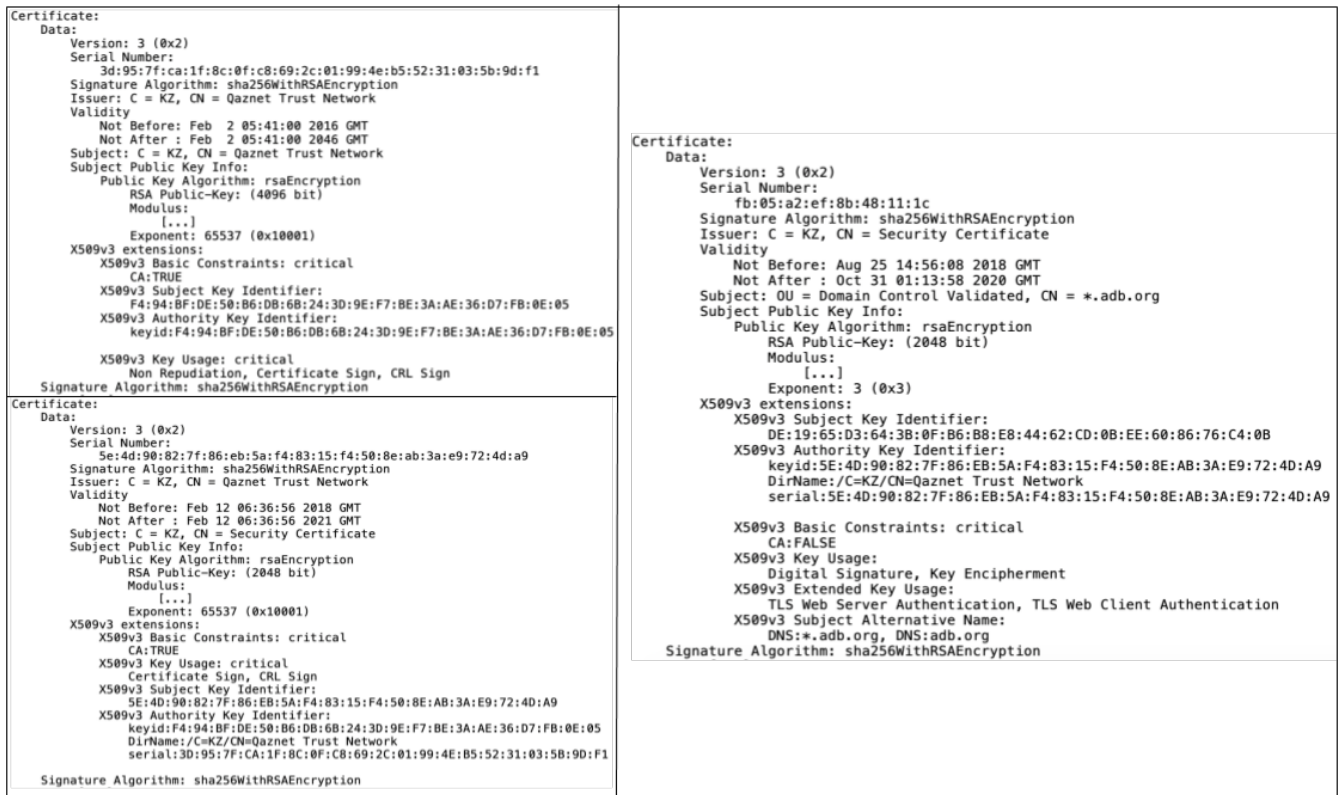 Certificate:
Data:
Version: 3 (0x2)
Serial Number:
3d:95:7f:ca:1f:8c:0f:c8:69:2c:01:99:4e:b5:52:31:03:5b:9d:f1
Signature Algorithm: sha256WithRSAEncryption
Issuer: C = KZ, CN = Qaznet Trust Network
Validity
Not Before: Feb  2 05:41:00 2016 GMT
Not After : Feb  2 05:41:00 2046 GMT
Subject: C = KZ, CN = Qaznet Trust Network
Subject Public Key Info:
Public Key Algorithm: rsaEncryption
RSA Public-Key: (4096 bit)
Modulus:
[...]
Exponent: 65537 (0x10001)
X509v3 extensions:
X509v3 Basic Constraints: critical
CA:TRUE
X509v3 Subject Key Identifier:
F4:94:BF:DE:50:B6:DB:6B:24:3D:9E:F7:BE:3A:AE:36:D7:FB:0E:05
X509v3 Authority Key Identifier:
keyid:F4:94:BF:DE:50:B6:DB:6B:24:3D:9E:F7:BE:3A:AE:36:D7:FB:0E:05
X509v3 Key Usage: critical
Non Repudiation, Certificate Sign, CRL Sign
Signature Algorithm: sha256WithRSAEncryption
Certificate:
Data:
Version: 3 (0x2)
Serial Number:
5e:4d:90:82:7f:86:eb:5a:f4:83:15:f4:50:8e:ab:3a:e9:72:4d:a9
Signature Algorithm: sha256WithRSAEncryption
Issuer: C = KZ, CN = Qaznet Trust Network
Validity
Not Before: Feb 12 06:36:56 2018 GMT
Not After : Feb 12 06:36:56 2021 GMT
Subject: C = KZ, CN = Security Certificate
Subject Public Key Info:
Public Key Algorithm: rsaEncryption
RSA Public-Key: (2048 bit)
Modulus:
[...]
Exponent: 65537 (0x10001)
X509v3 extensions:
X509v3 Basic Constraints: critical
CA:TRUE
X509v3 Key Usage: critical
Certificate Sign, CRL Sign
X509v3 Subject Key Identifier:
5E:4D:90:82:7F:86:EB:5A:F4:83:15:F4:50:8E:AB:3A:E9:72:4D:A9
X509v3 Authority Key Identifier:
keyid:F4:94:BF:DE:50:B6:DB:6B:24:3D:9E:F7:BE:3A:AE:36:D7:FB:0E:05
DirName:/C=KZ/CN=Qaznet Trust Network
serial:3D:95:7F:CA:1F:8C:0F:C8:69:2C:01:99:4E:B5:52:31:03:5B:9D:F1
Signature Algorithm: sha256WithRSAEncryption
Certificate:
Data:
Version: 3 (0x2)
Serial Number:
fb:05:a2:ef:8b:48:11:1c
Signature Algorithm: sha256WithRSAEncryption
Issuer: C = KZ, CN = Security Certificate
Validity
Not Before: Aug 25 14:56:08 2018 GMT
Not After : Oct 31 01:13:58 2020 GMT
Subject: OU = Domain Control Validated, CN = *.adb.org
Subject Public Key Info:
Public Key Algorithm: rsaEncryption
RSA Public-Key: (2048 bit)
Modulus:
[...]
Exponent: 3 (0x3)
X509v3 extensions:
X509v3 Subject Key Identifier:
DE:19:65:D3:64:3B:0F:B6:B8:E8:44:62:CD:0B:EE:60:86:76:C4:0B
X509v3 Authority Key Identifier:
keyid:5E:4D:90:82:7F:86:EB:5A:F4:83:15:F4:50:8E:AB:3A:E9:72:4D:A9
DirName:/C=KZ/CN=Qaznet Trust Network
serial:5E:4D:90:82:7F:86:EB:5A:F4:83:15:F4:50:8E:AB:3A:E9:72:4D:A9
X509v3 Basic Constraints: critical
CA:FALSE
X509v3 Key Usage:
Digital Signature, Key Encipherment
X509v3 Extended Key Usage:
TLS Web Server Authentication, TLS Web Client Authentication
X509v3 Subject Alternative Name:
DNS:*.adb.org, DNS:adb.org
Signature Algorithm: sha256WithRSAEncryption